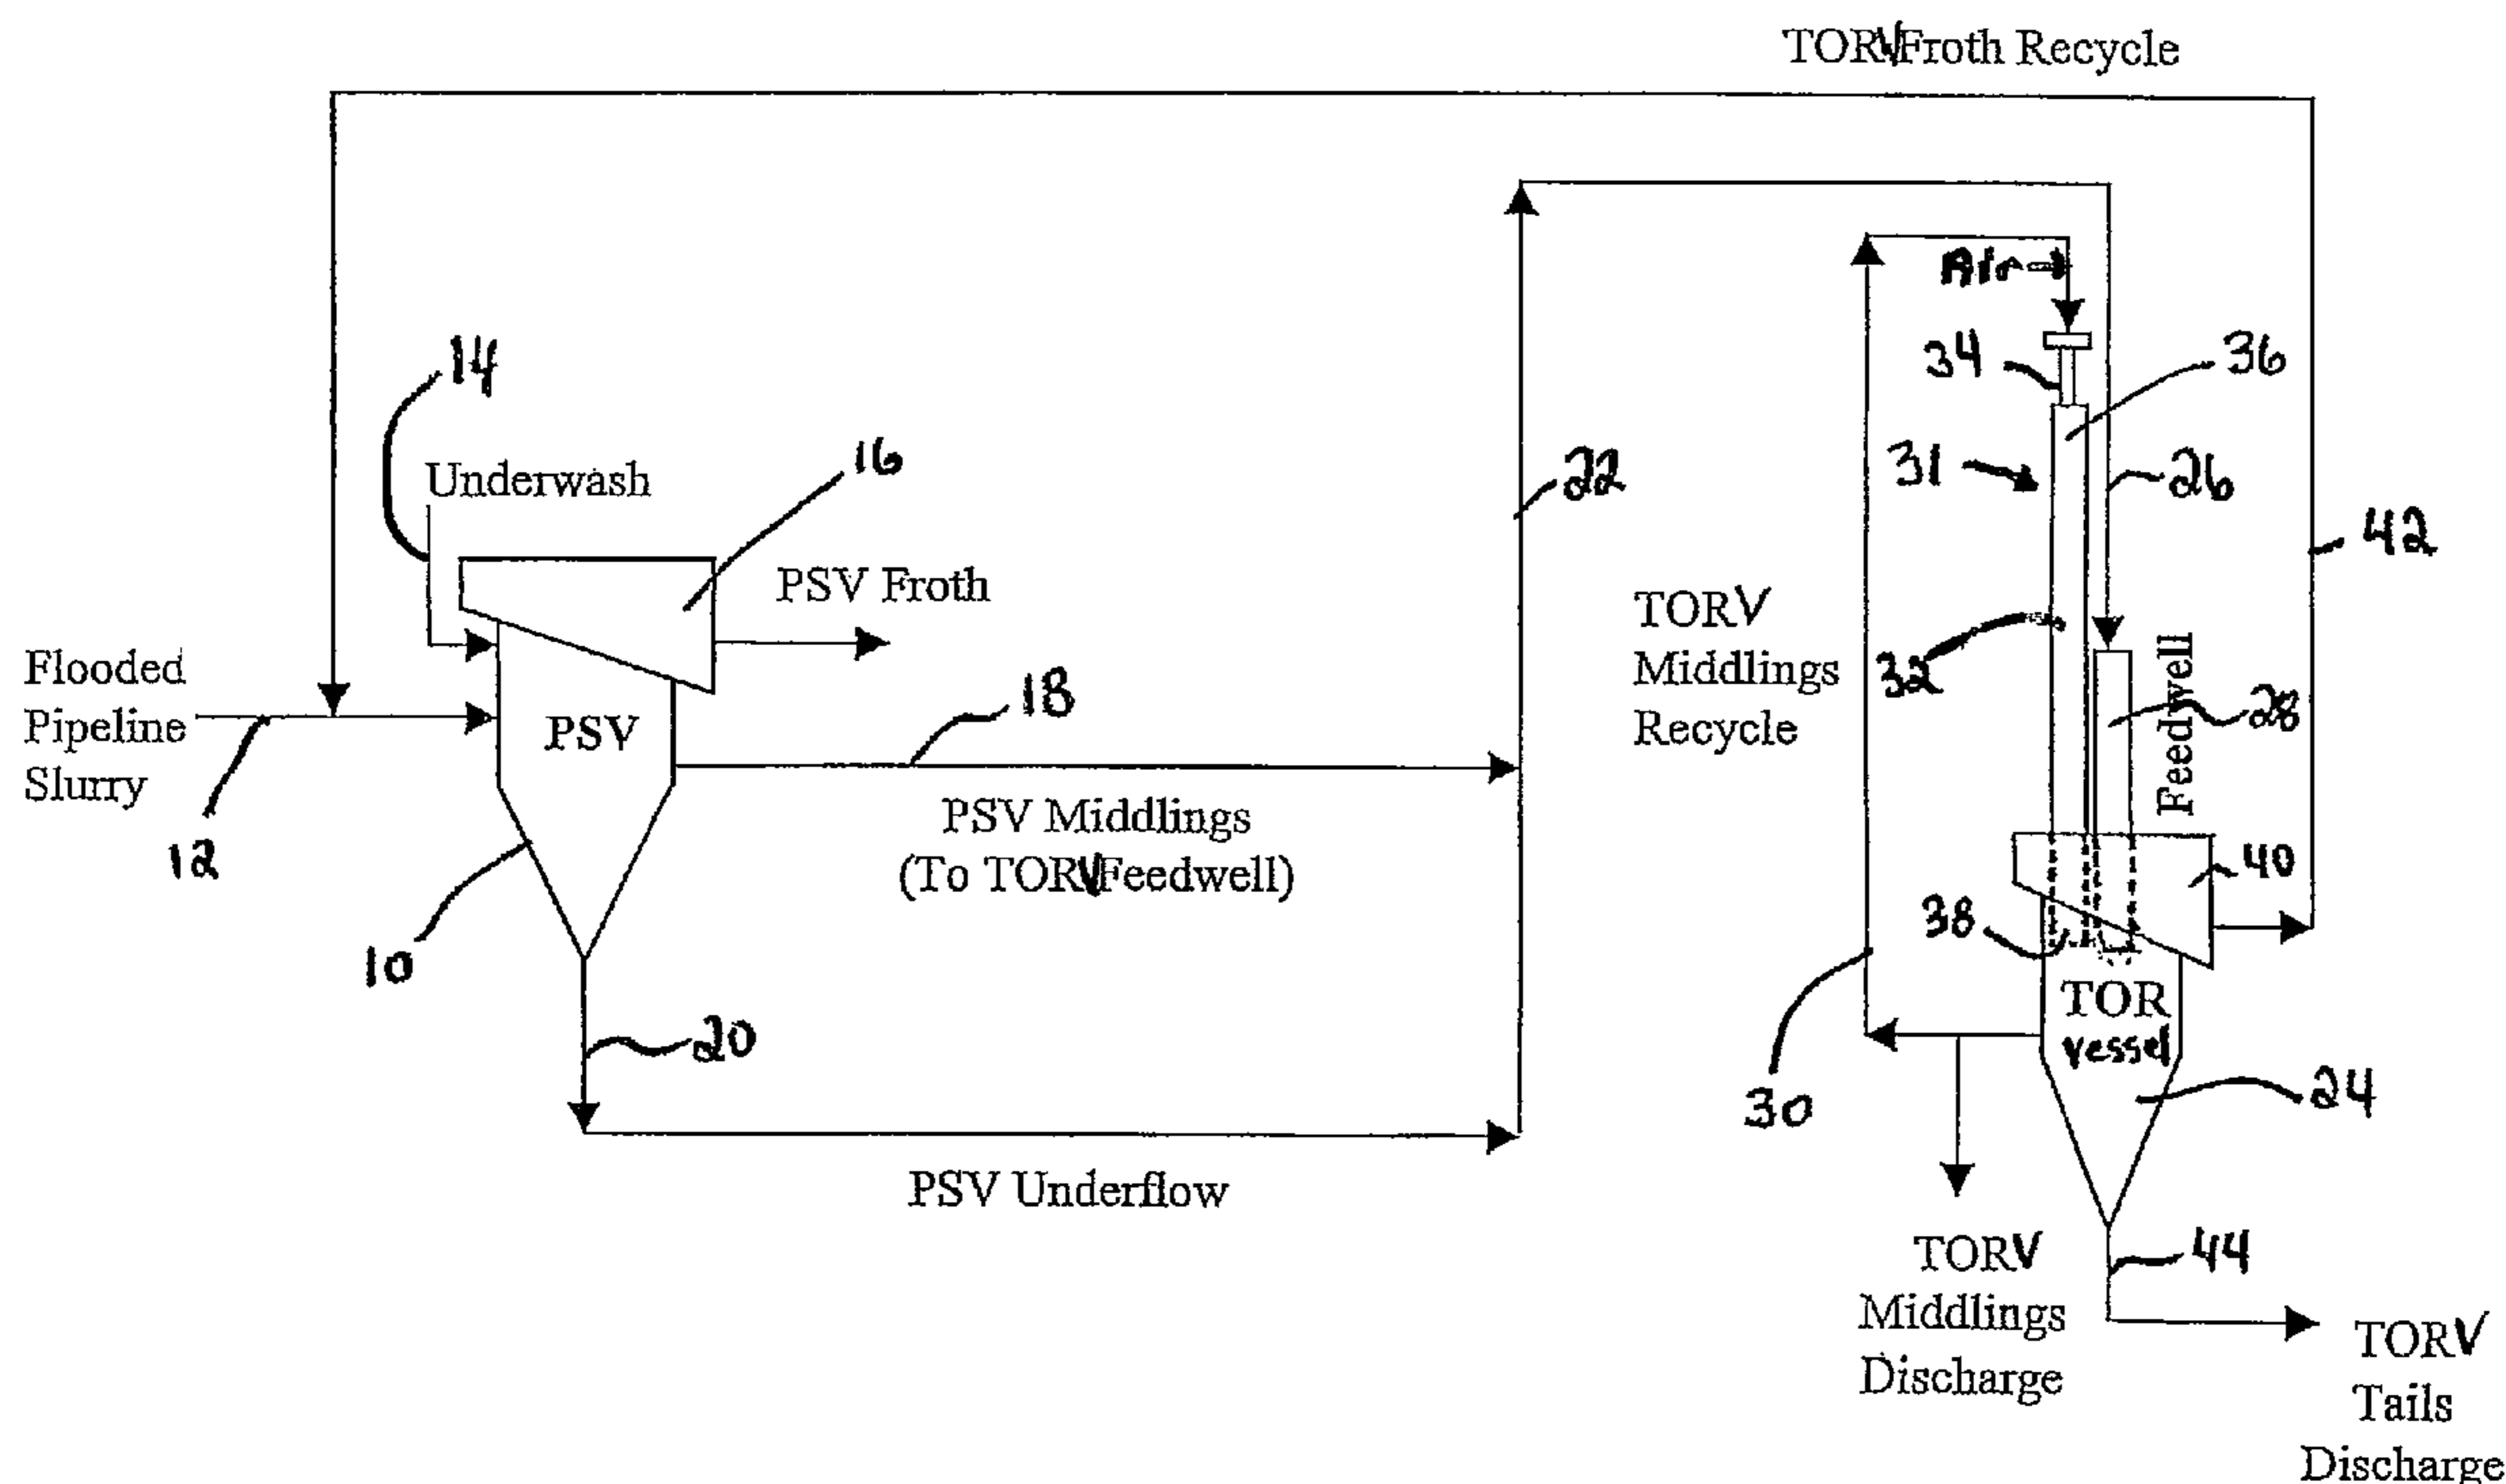 TORV Froth Recycle
Air
34
36
14
31
26
22
16
Underwash
42
PSV Froth
TORV
Middlings
Recycle
32
Feedwell
28
Flooded
Pipeline
Slurry
18
PSV
12
PSV Middlings
(To TORV Feedwell)
40
38
10
TOR
vessel
20
30
24
PSV Underflow
44
TORV
Middlings
Discharge
TORV
Tails
Discharge